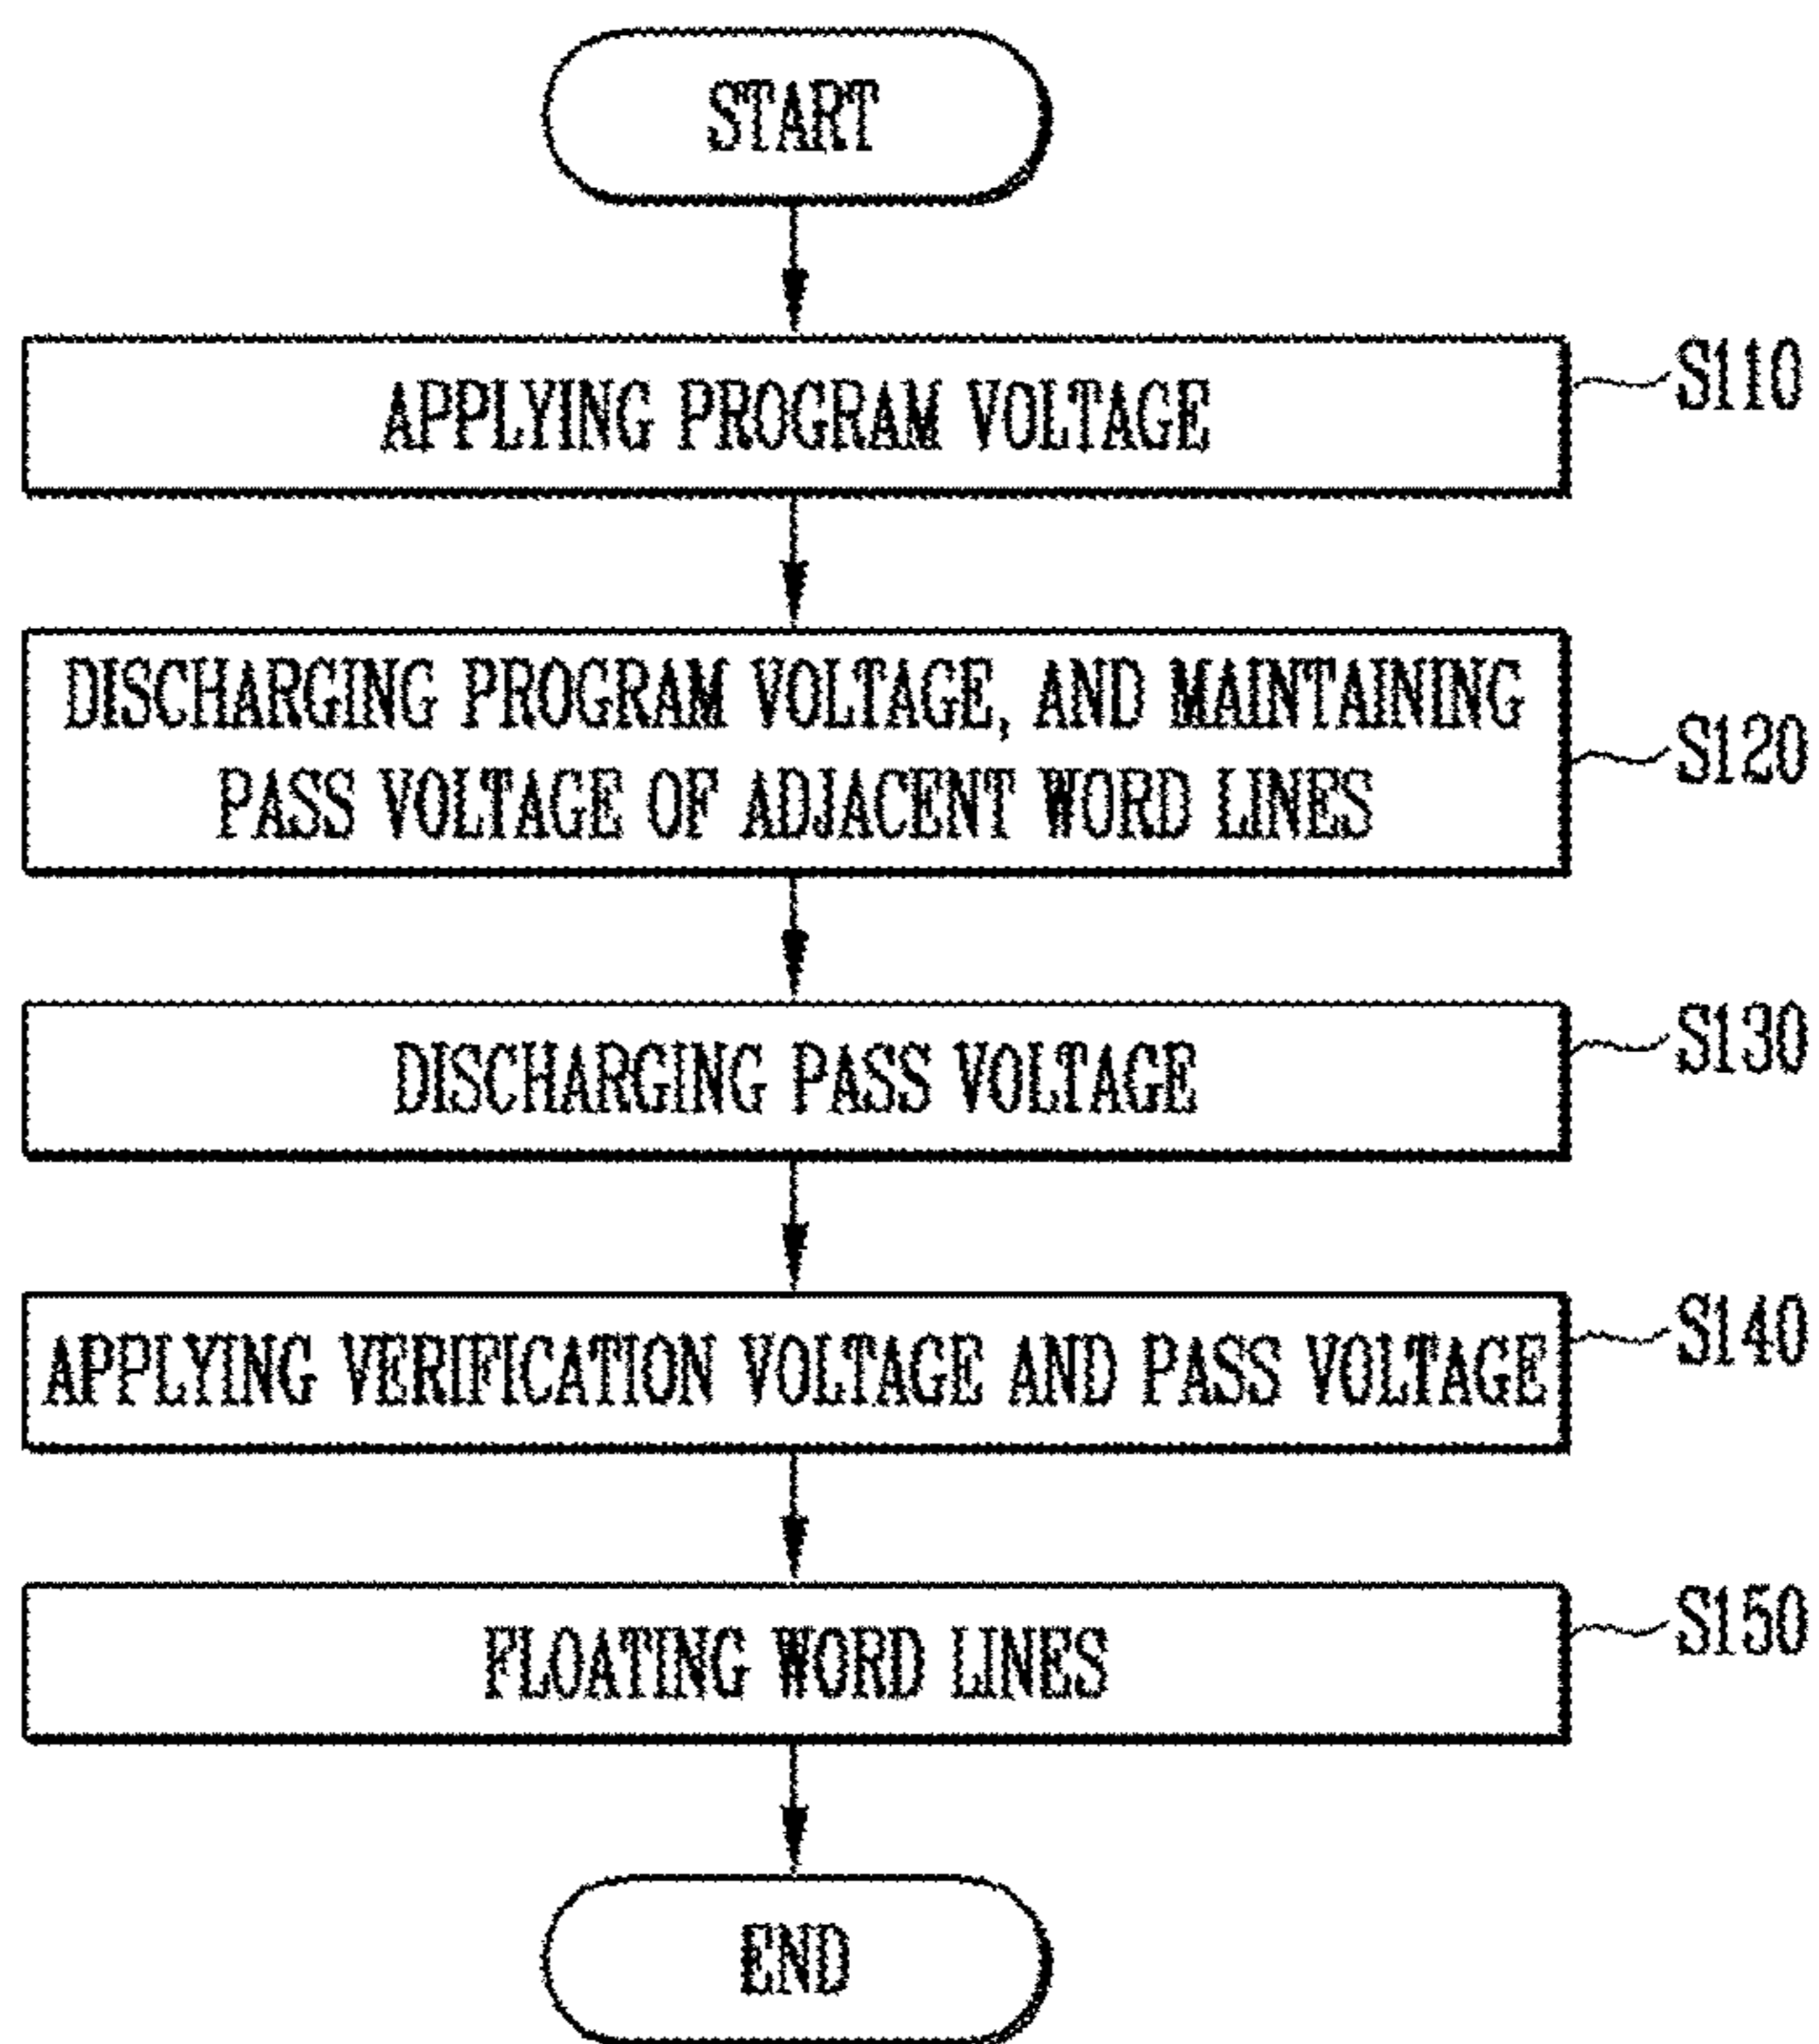 START
APPLYING PROGRAM VOLTAGE
S110
DISCHARGING PROGRAM VOLTAGE, AND MAINTAINING
PASS VOLTAGE OF ADJACENT WORD LINES
S120
DISCHARGING PASS VOLTAGE
S130
APPLYING VERIFICATION VOLTAGE AND PASS VOLTAGE
S140
FLOATING WORD LINES
S150
END